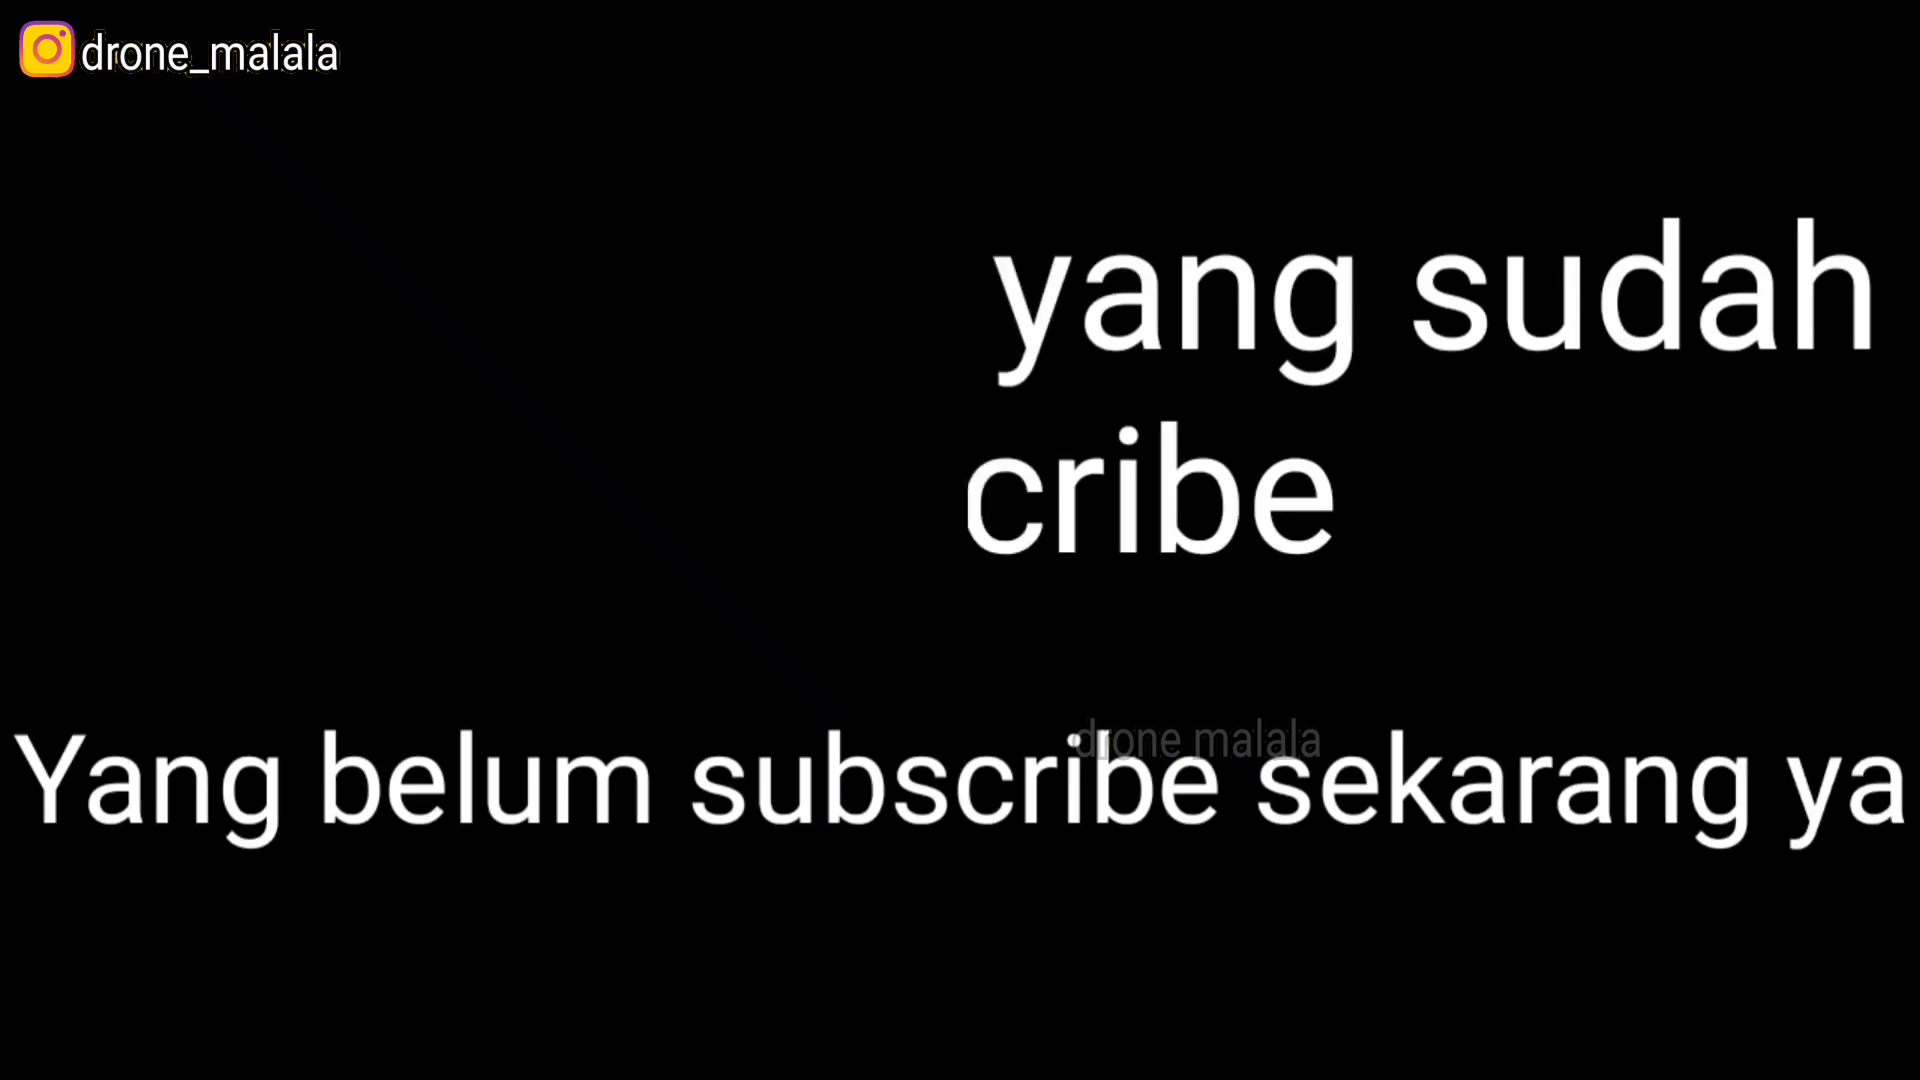 drone_malala
yang sudah
cribe
drone malala
Yang belum subscribe sekarang ya